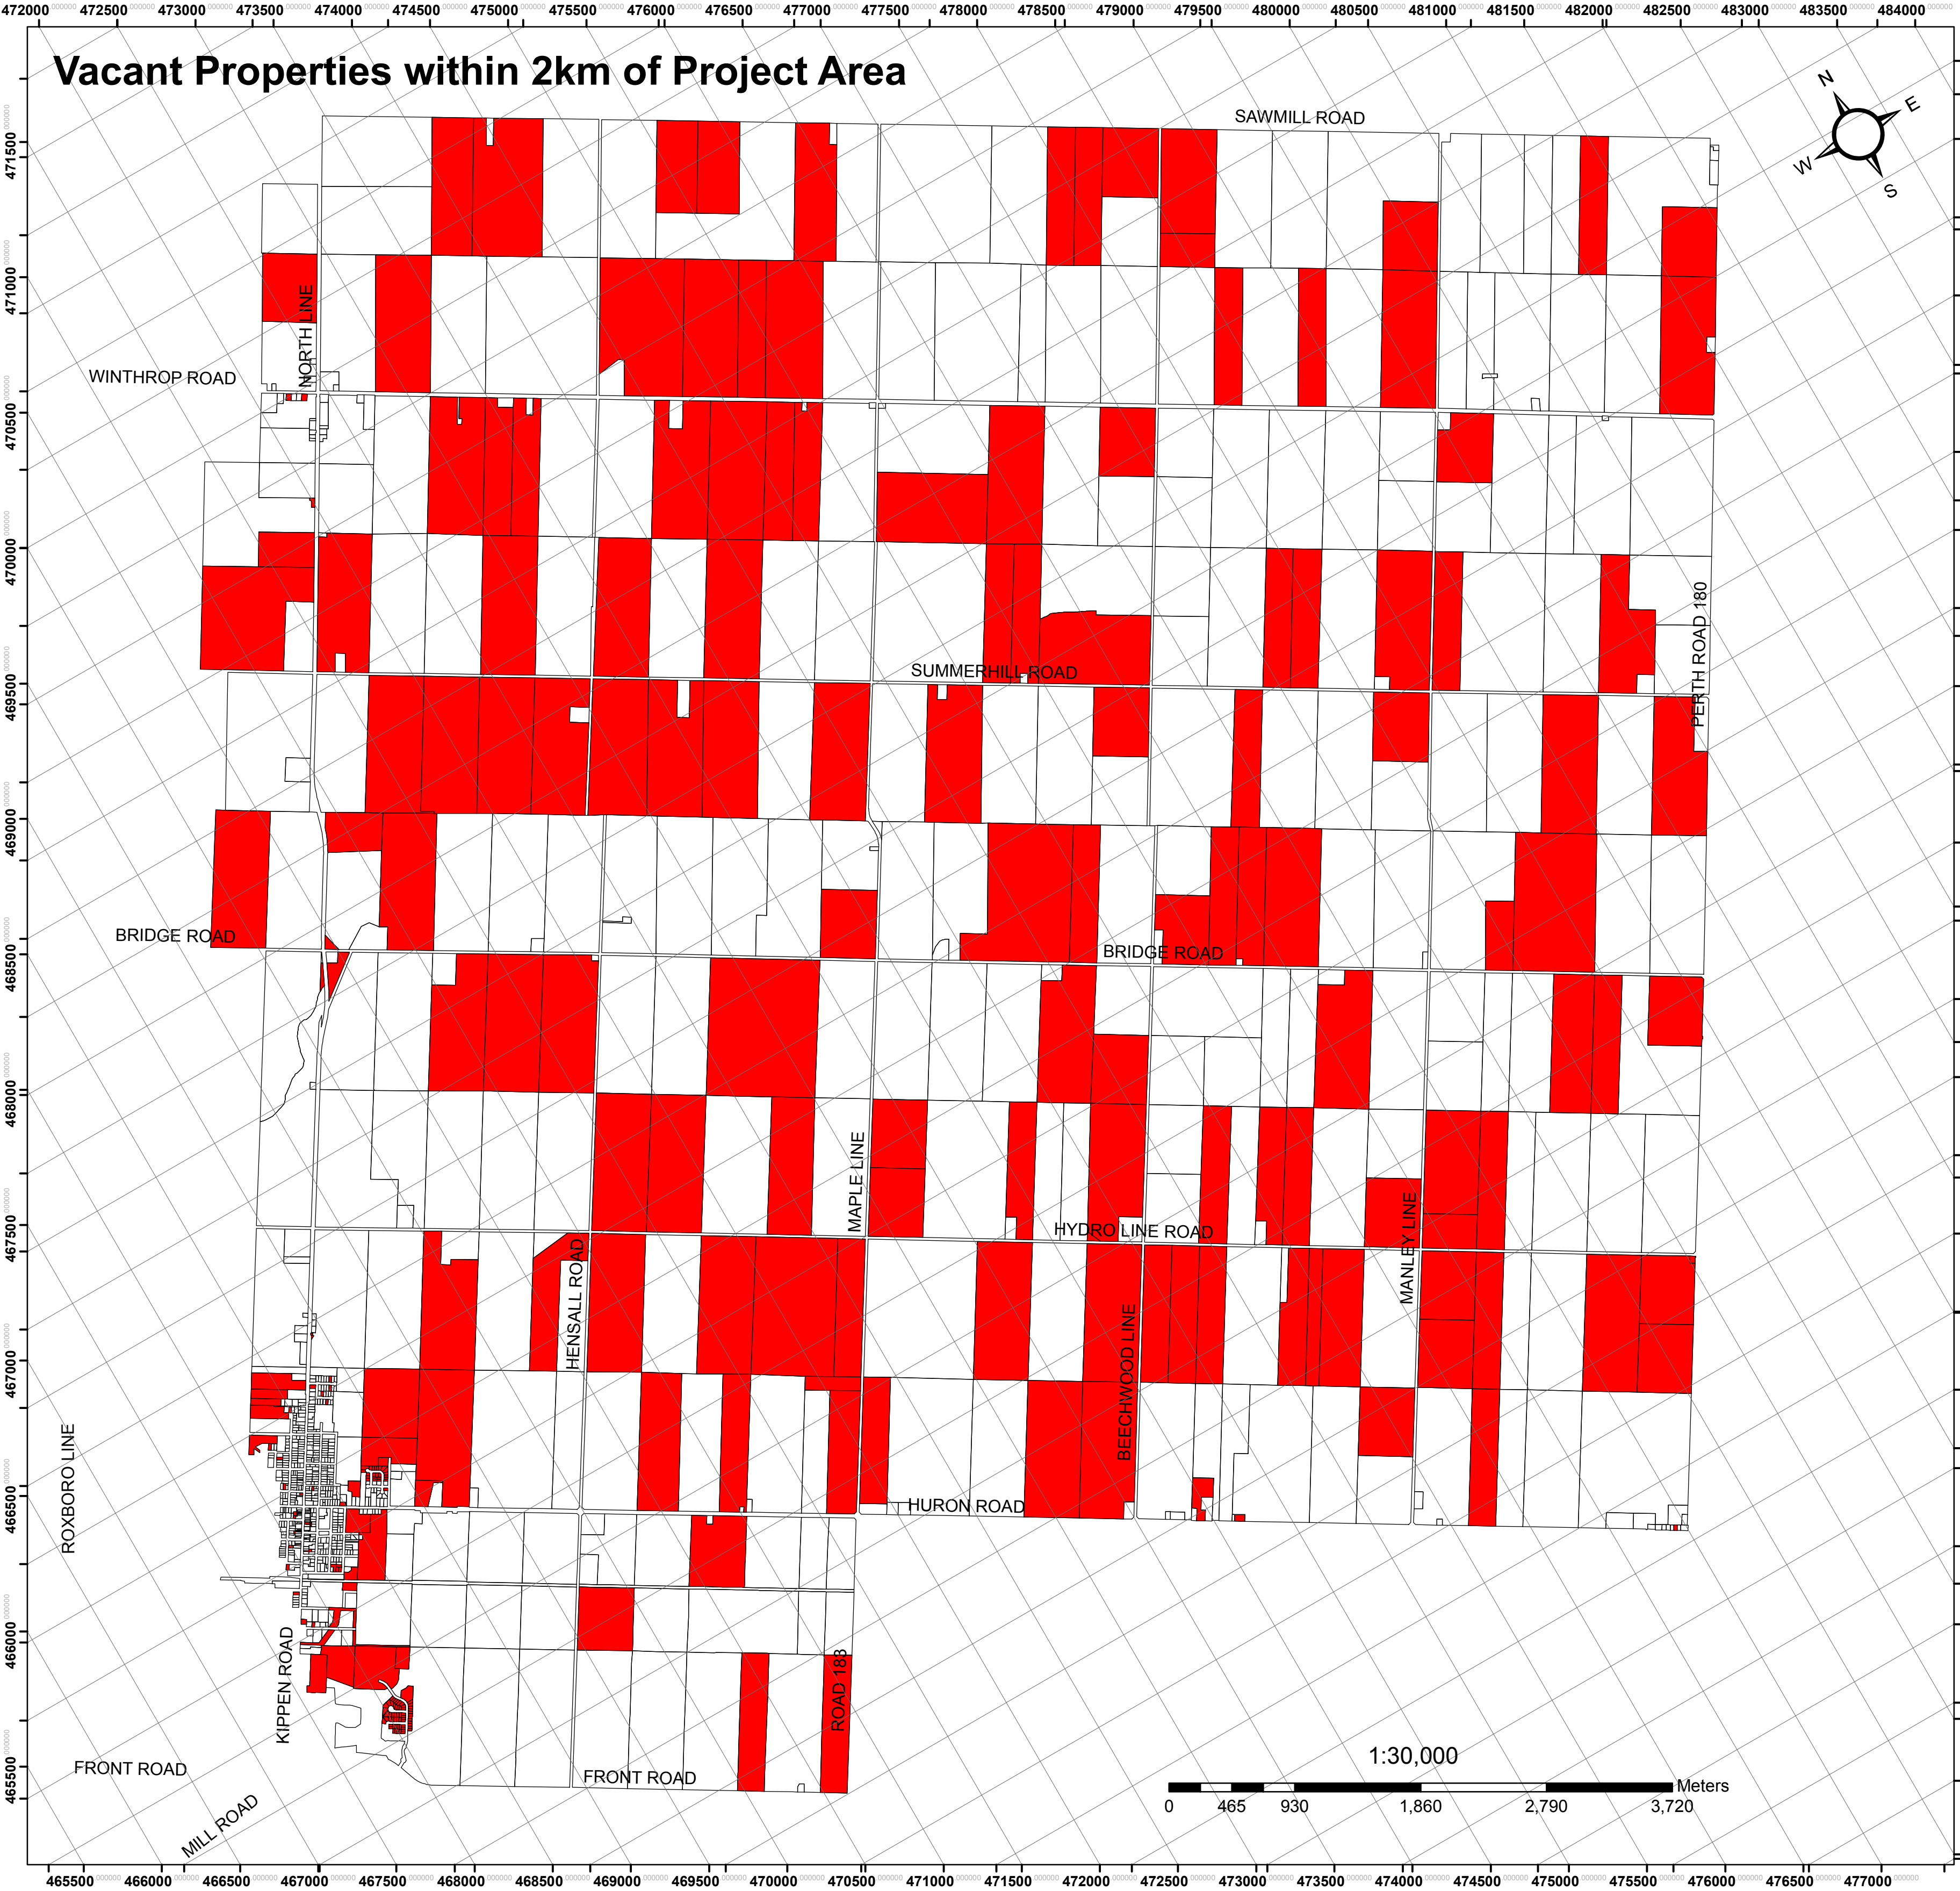 472000 472500 473000 473500 474000 474500 475000 475500 476000 476500 477000 477500 478000 478500 479000 479500 480000 480500 481000 481500 482000 482500 483000 483500 484000
Vacant Properties within 2km of Project Area
SAWMILL ROAD
N
E
W
S
471500
471000
NORTH LINE
WINTHROP ROAD
470500
470000
PERTH ROAD 180
SUMMERHILL ROAD
469500
469000
BRIDGE ROAD
BRIDGE ROAD
468500
468000
MAPLE LINE
HYDRO LINE ROAD
MANLEY LINE
467500
HENSALL ROAD
BEECHWOOD LINE
467000
ROXBORO LINE
HURON ROAD
466500
466000
KIPPEN ROAD
ROAD 183
465500
FRONT ROAD
FRONT ROAD
MILL ROAD
1:30,000
Meters
0 465 930 1,860 2,790 3,720
465500 466000 466500 467000 467500 468000 468500 469000 469500 470000 470500 471000 471500 472000 472500 473000 473500 474000 474500 475000 475500 476000 476500 477000